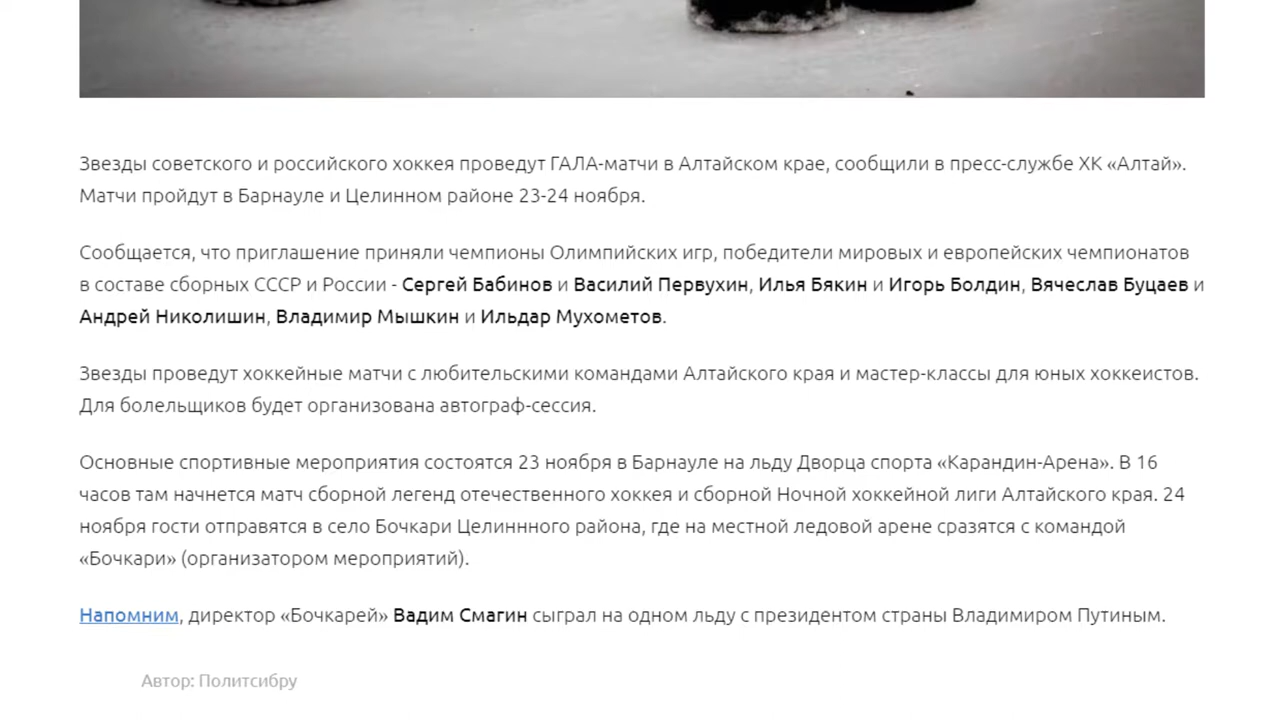 Звезды советского и российского хоккея проведут ГАЛА-матчи в Алтайском крае, сообщили в пресс-службе ХК «Алтай».
Матчи пройдут в Барнауле и Целинном районе 23-24 ноября.
Сообщается, что приглашение приняли чемпионы Олимпийских игр, победители мировых и европейских чемпионатов
в составе сборных СССР и России - Сергей Бабинов и Василий Первухин, Илья Бякин и Игорь Болдин, Вячеслав Буцаев и
Андрей Николишин, Владимир Мышкин и Ильдар Мухометов.
Звезды проведут хоккейные матчи с любительскими командами Алтайского края и мастер-классы для юных хоккеистов.
Для болельщиков будет организована автограф-сессия.
Основные спортивные мероприятия состоятся 23 ноября в Барнауле на льду Дворца спорта «Карандин-Арена». В 16
часов там начнется матч сборной легенд отечественного хоккея и сборной Ночной хоккейной лиги Алтайского края. 24
ноября гости отправятся в село Бочкари Целиннного района, где на местной ледовой арене сразятся с командой
«Бочкари» (организатором мероприятий).
Напомним, директор «Бочкарей» Вадим Смагин сыграл на одном льду с президентом страны Владимиром Путиным.
Автор: Политсибру